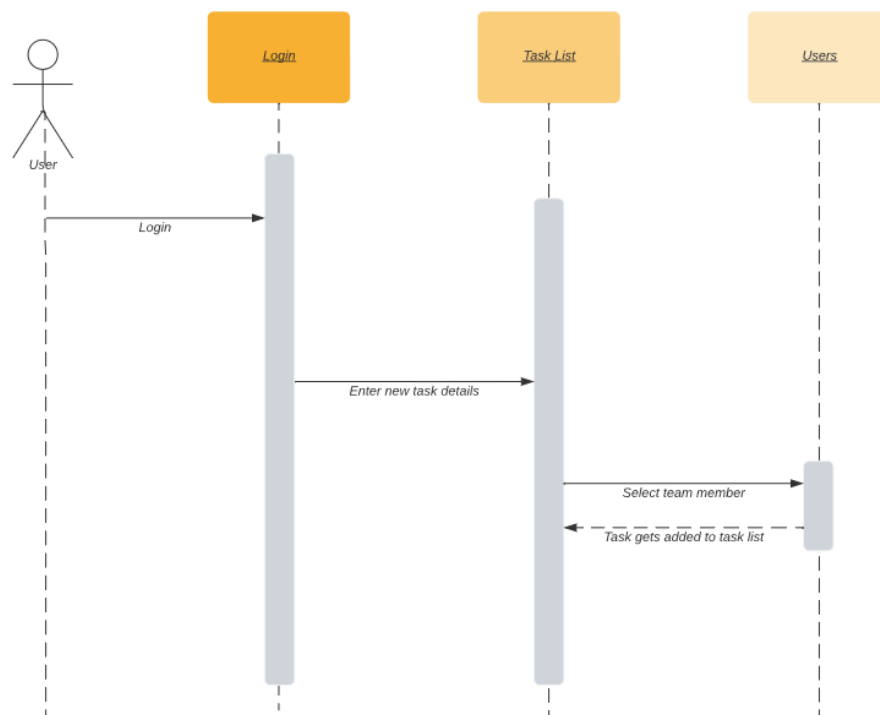 Login
Task List
Users
User
Login
Enter new task details
Select team member
Task gets added to task list